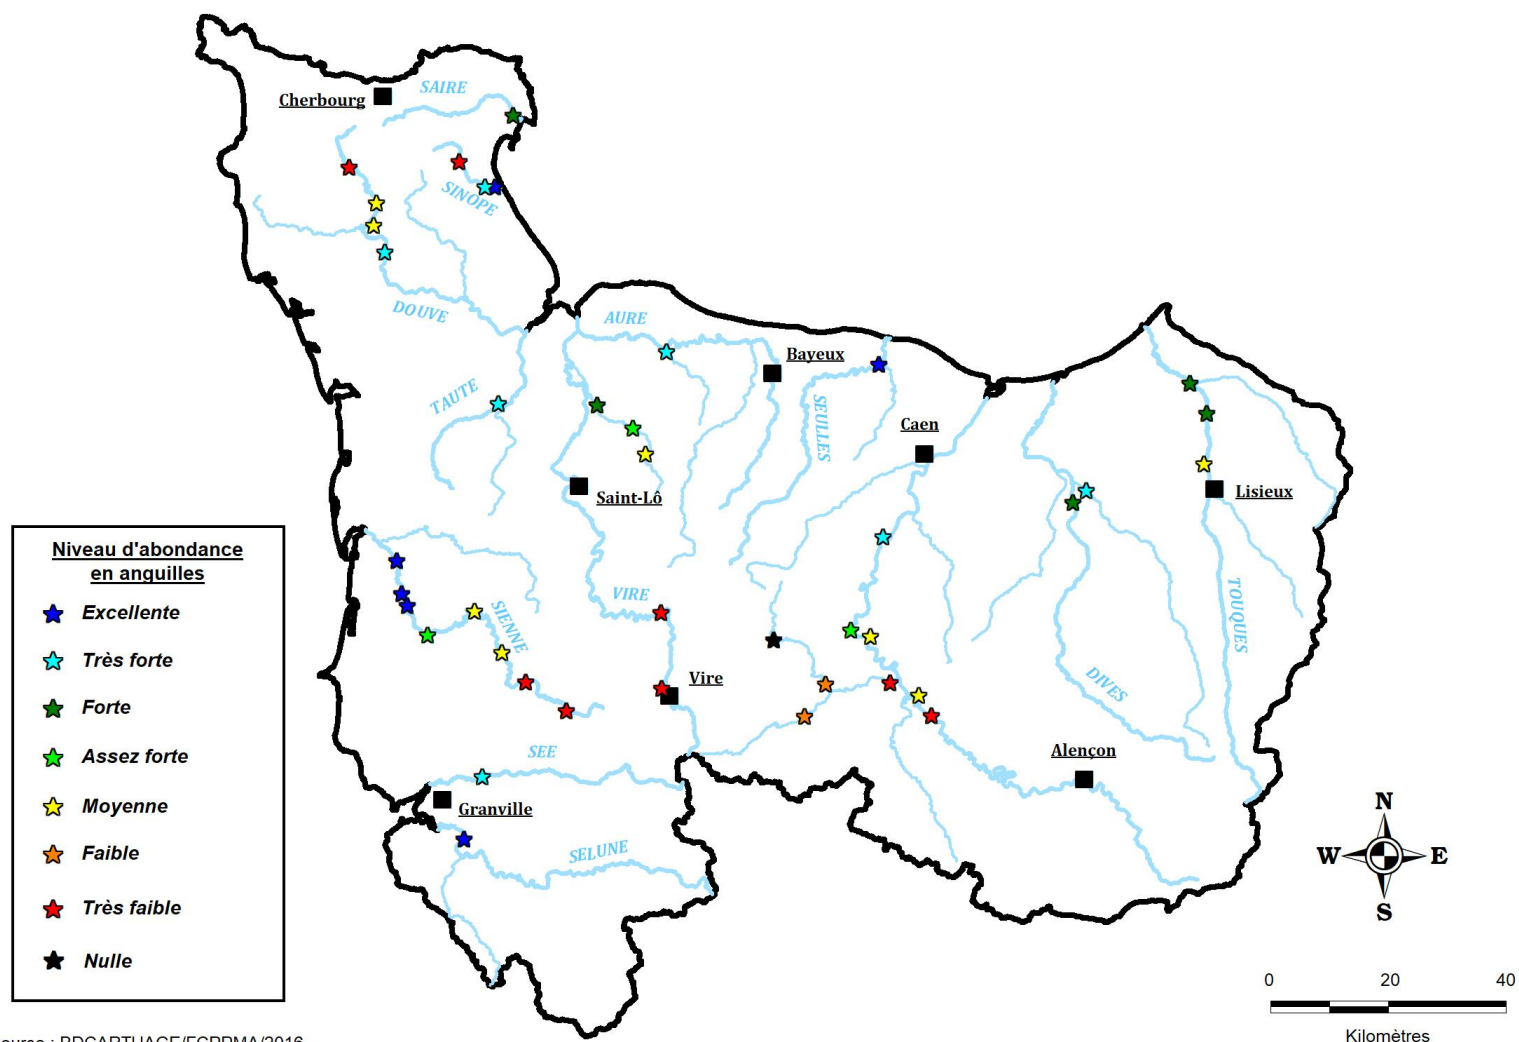 SAIRE
Cherbourg
SINOPE
DOUVE
AURE
Bayeux
TAUTE
SEULLES
Caen
Saint-Lô
Lisieux
Niveau d'abondance
en anguilles
Excellente
Très forte
Forte
Assez forte
Moyenne
Faible
Très faible
Nulle
VIRE
SIENNE
TOUQUES
Vire
DIVES
SEE
Alençon
Granville
SELUNE
N
W
E
S
0 20 40
Kilomètres